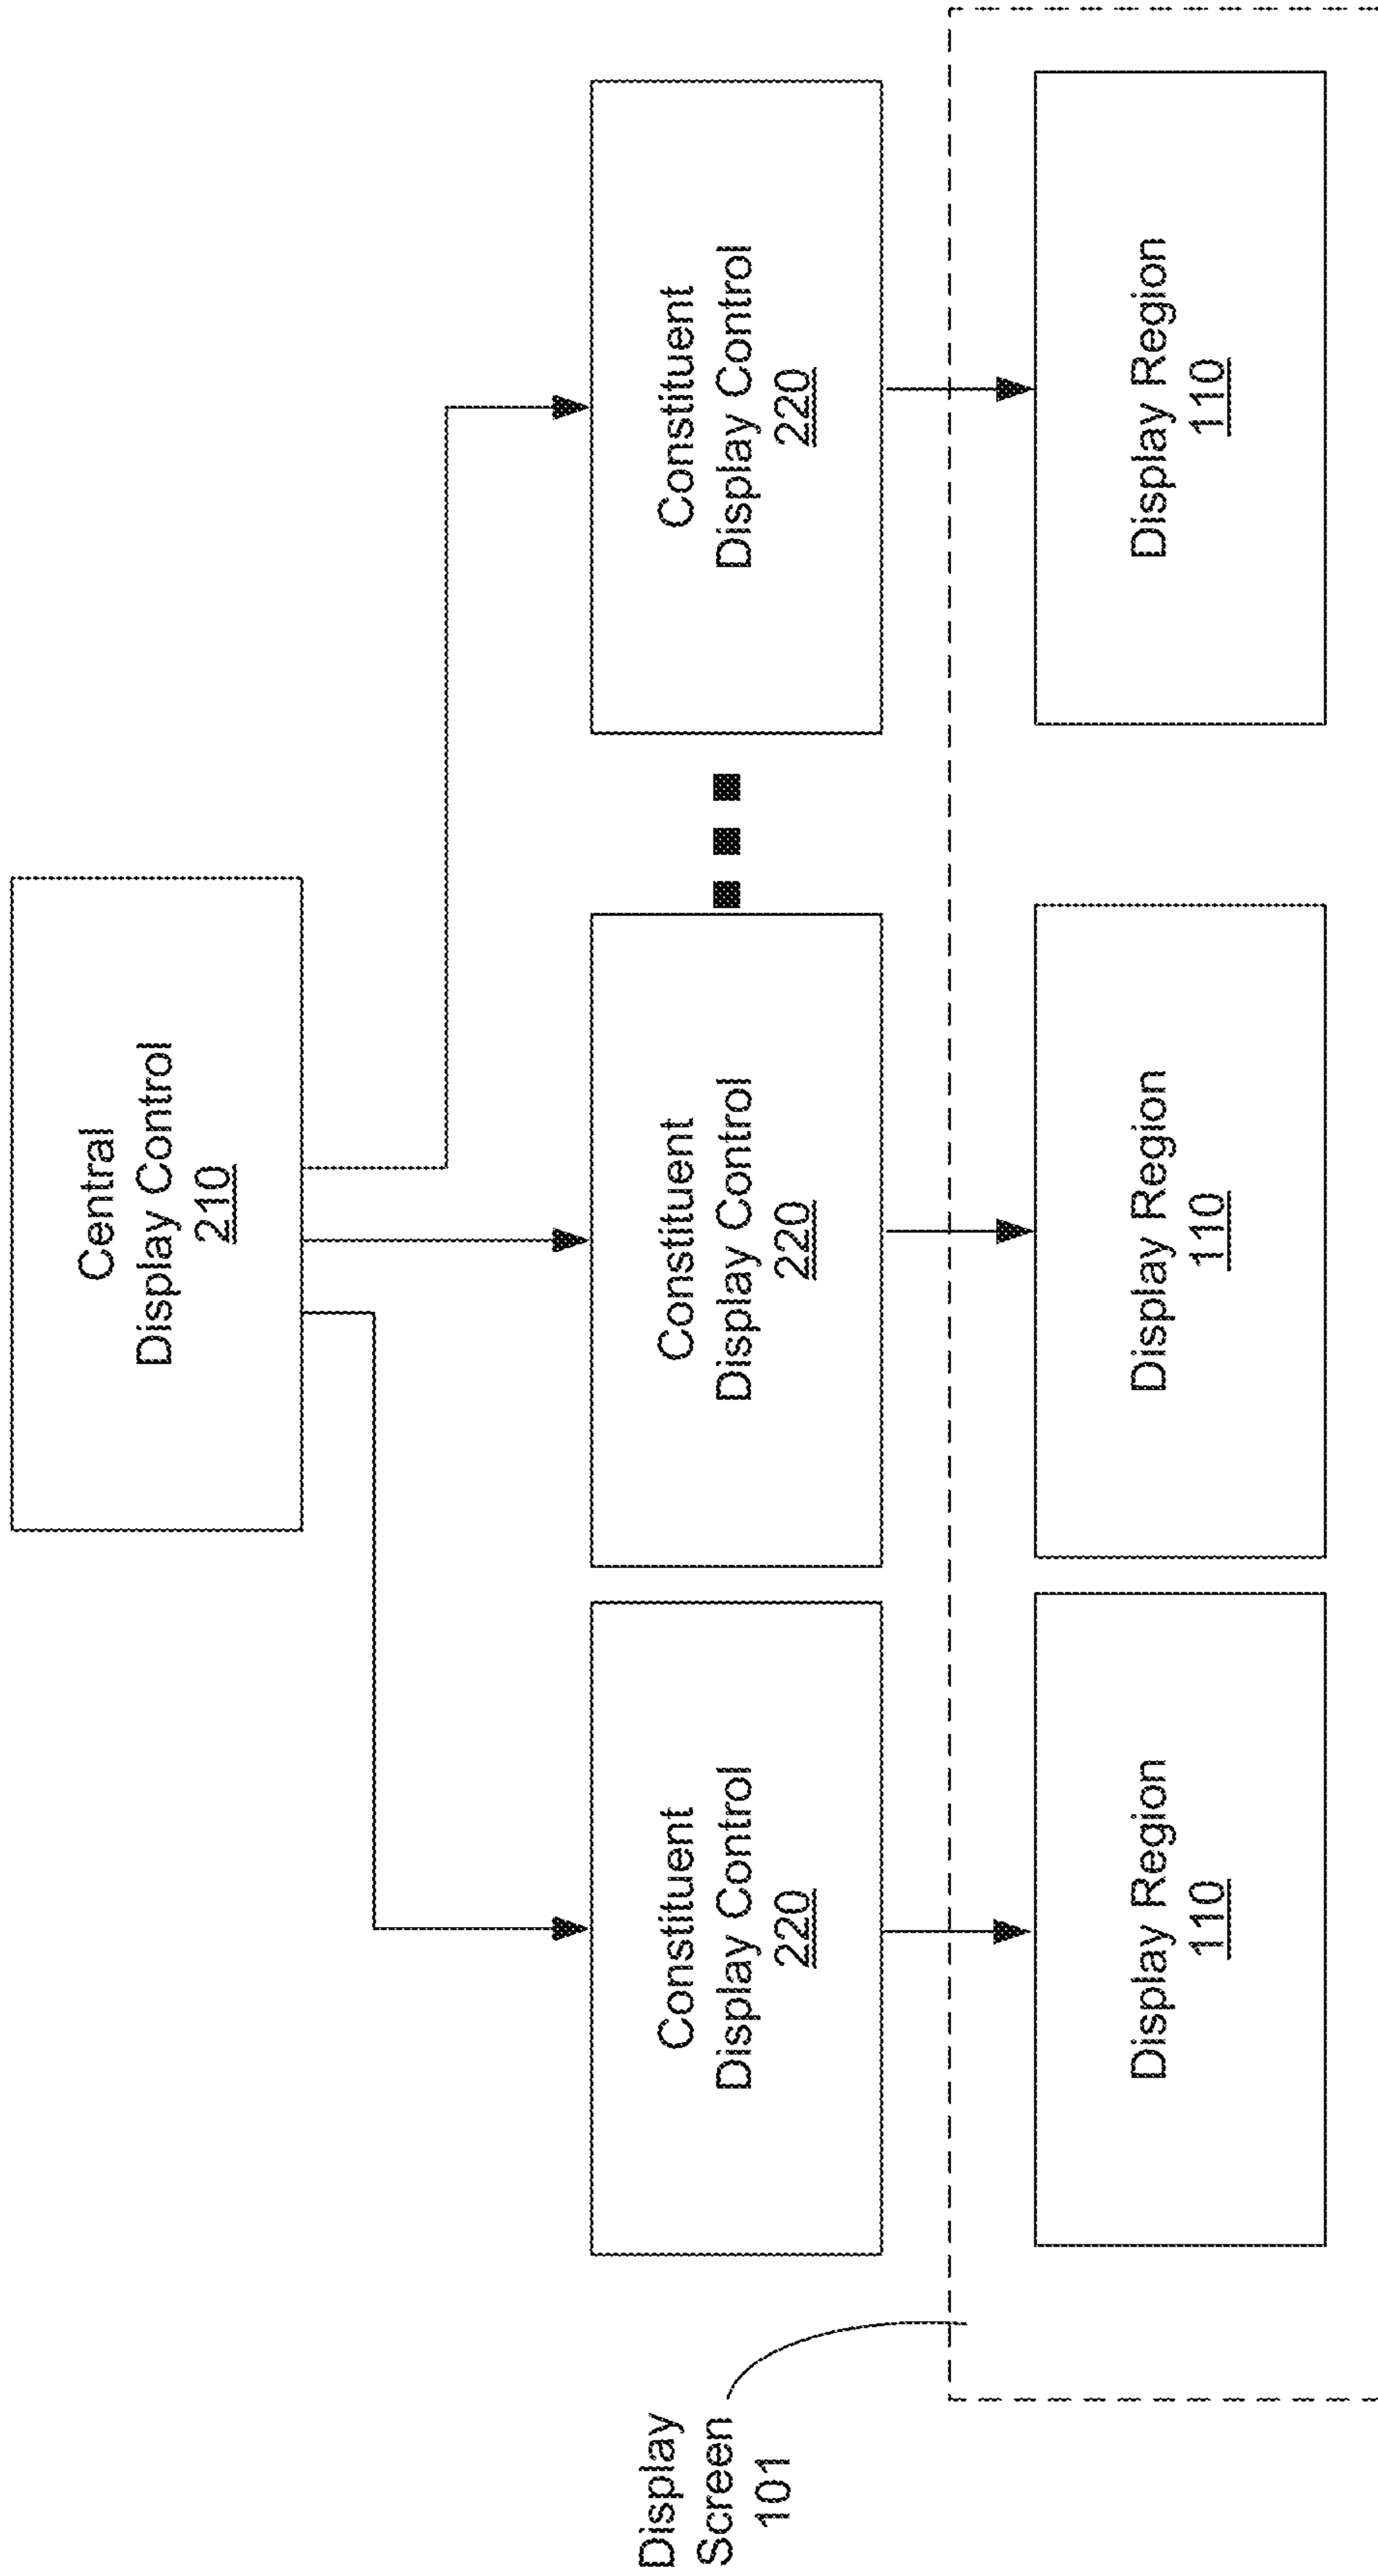 Central
Display Control
210
Constituent
Display Control
220
Constituent
Display Control
220
Constituent
Display Control
220
Display
Screen
101
Display Region
110
Display Region
110
Display Region
110